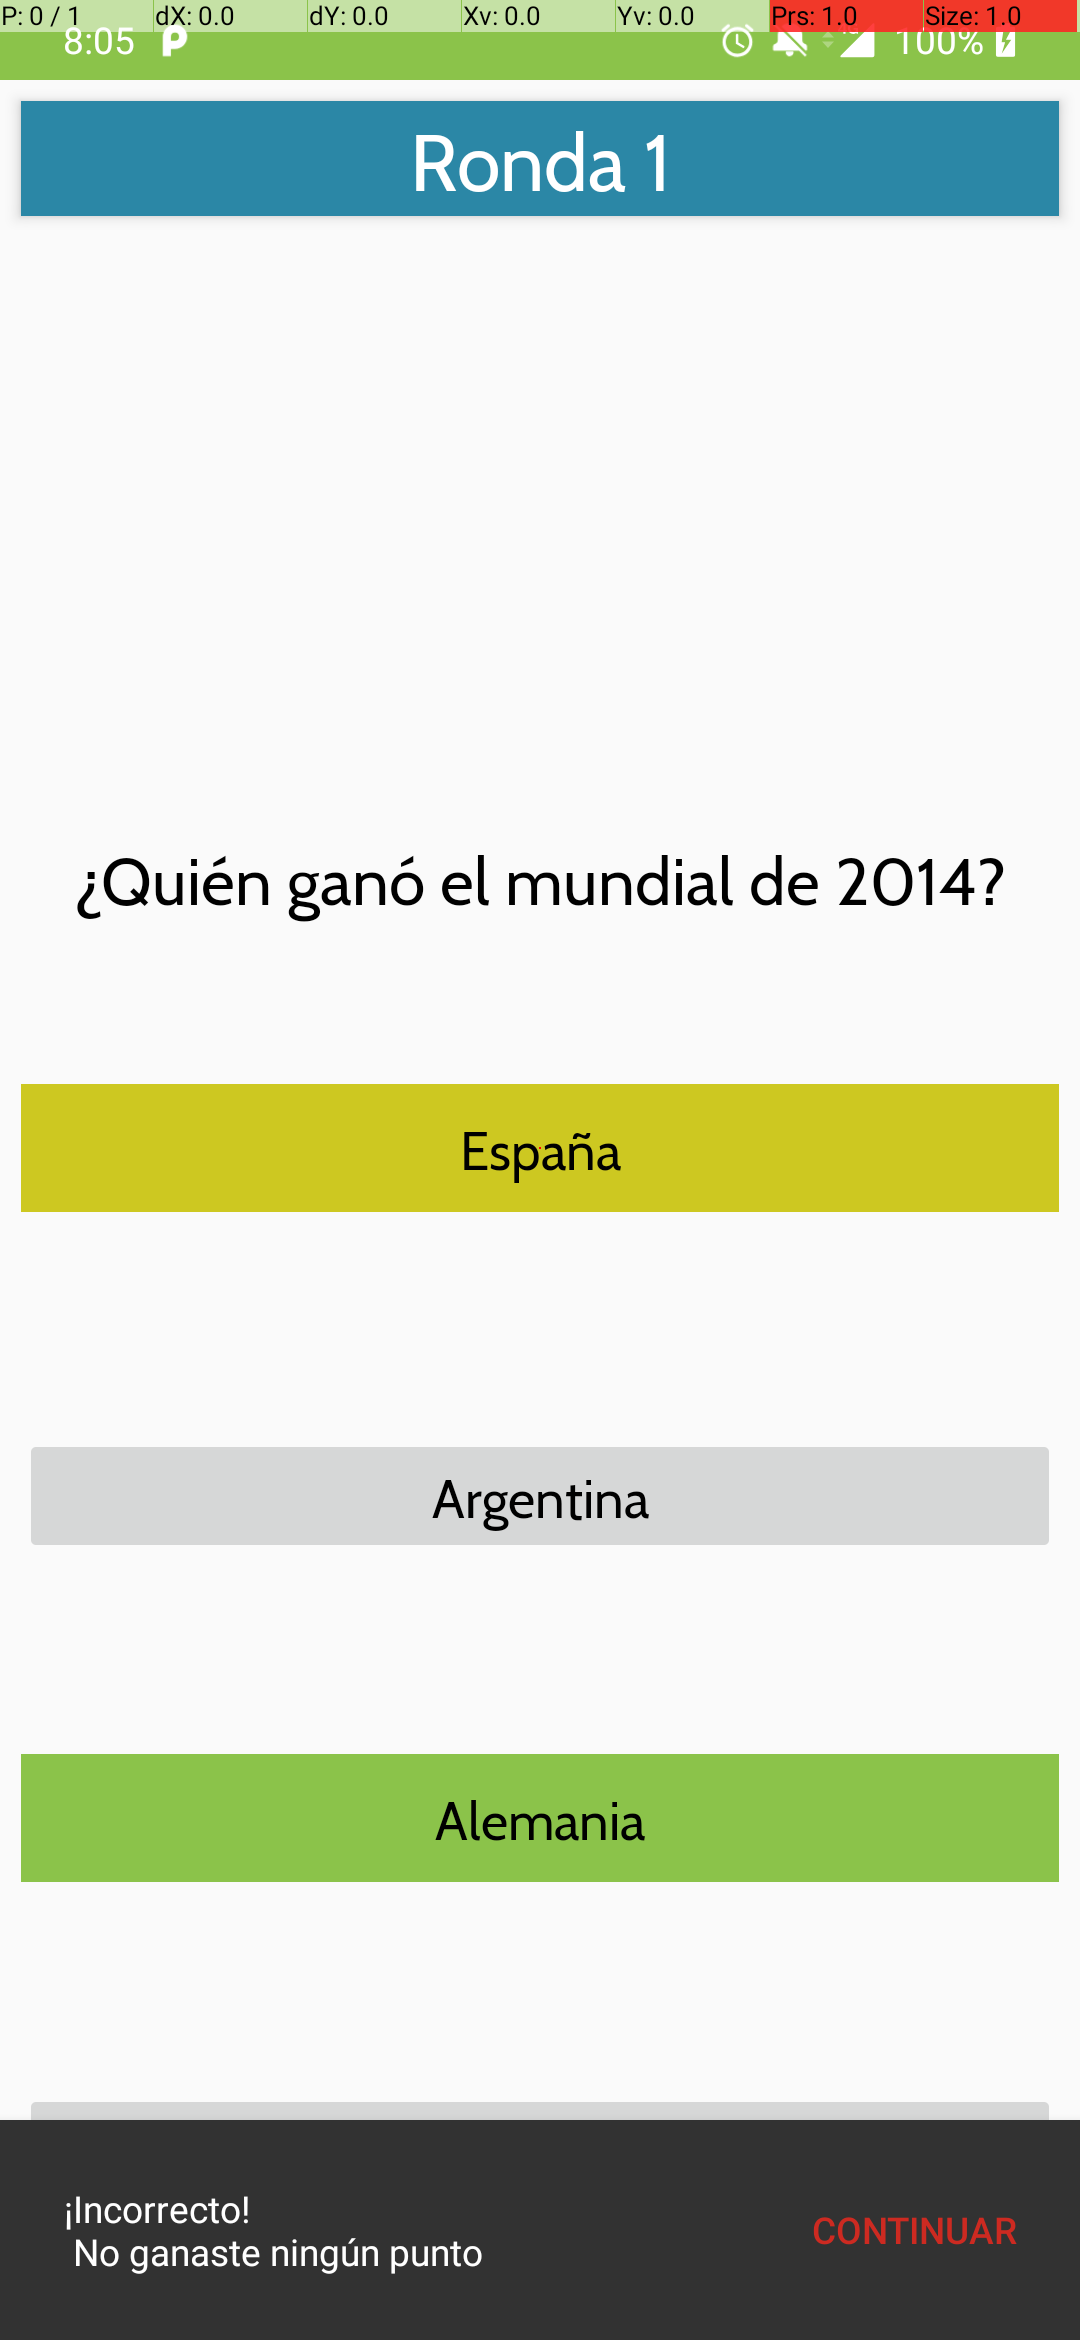 P: 0 / 1 dX: 0.0 dY: 0.0 Xv: 0.0 Yv: 0.0 Prs: 1.0 Size: 1.0
8:05 100%
Ronda 1
¿Quién ganó el mundial de 2014?
España
Argentina
Alemania
¡Incorrecto!
No ganaste ningún punto
CONTINUAR